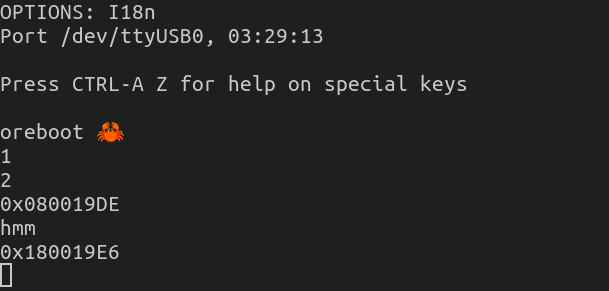 OPTIONS: I18n
Port /dev/ttyUSB0, 03:29:13
Press CTRL-A Z for help on special keys
oreboot 🦀
1
2
0x080019DE
hmm
0x180019E6